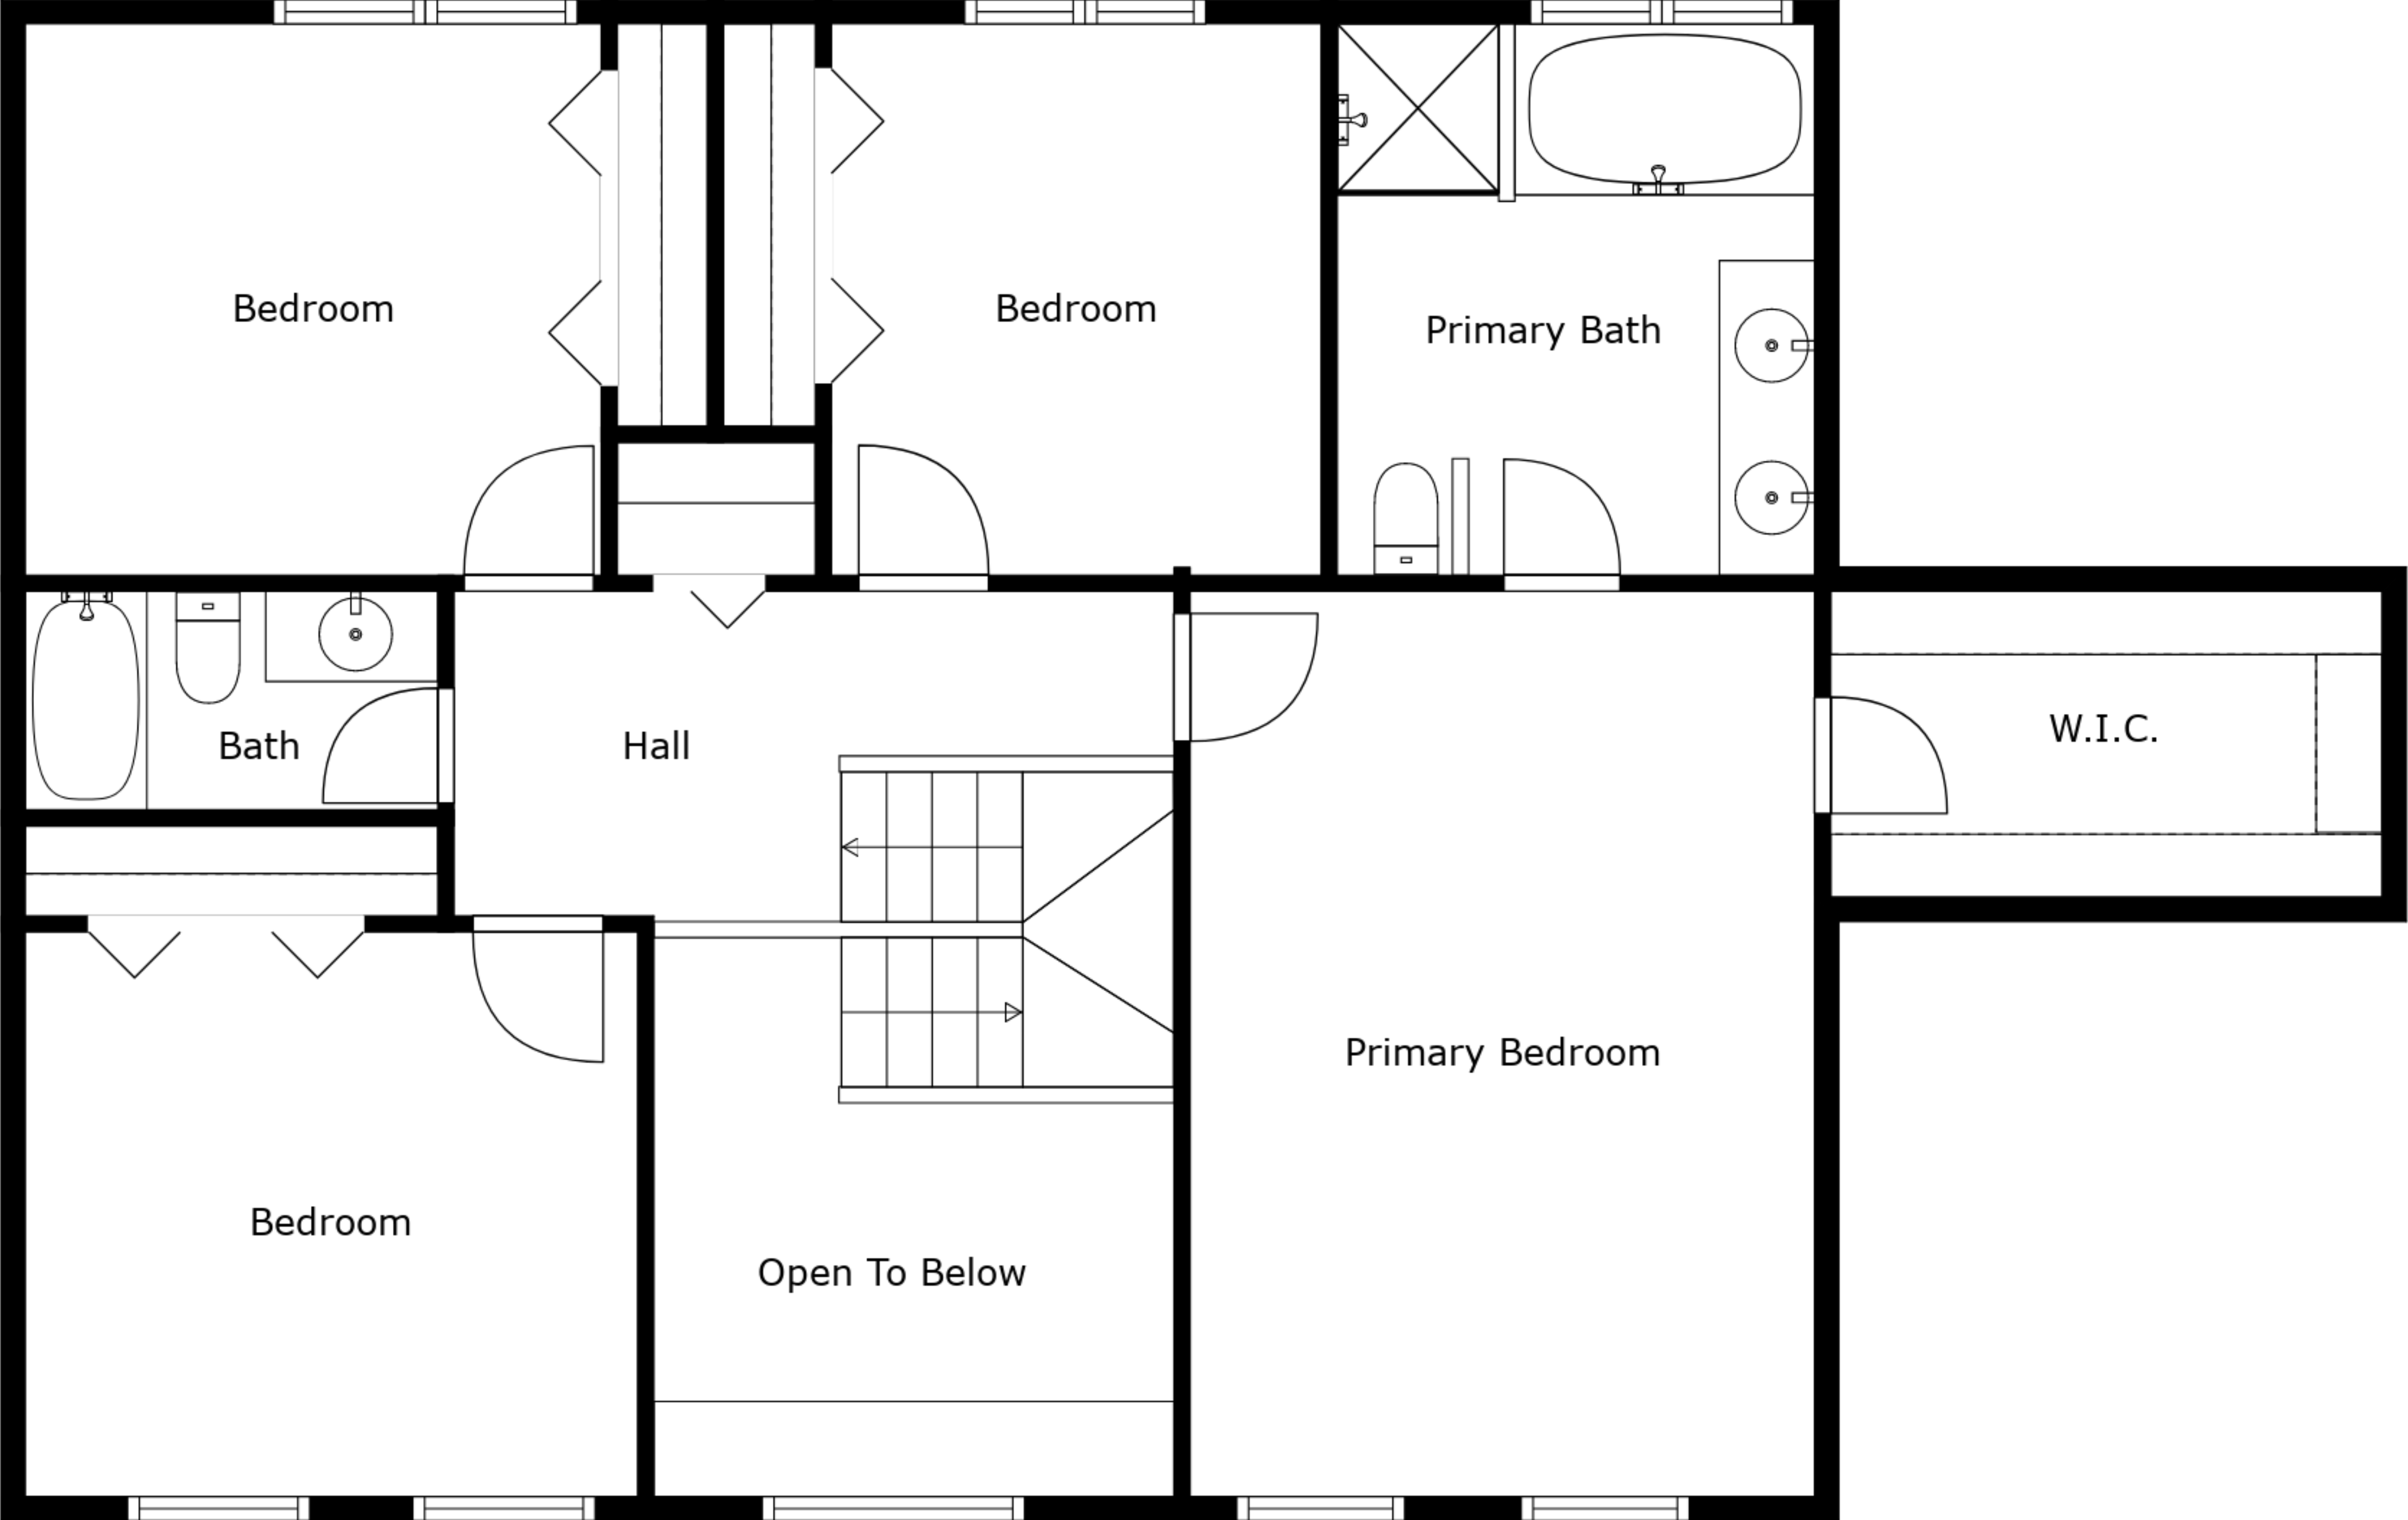 Bedroom
Bedroom
Primary Bath
Bath
Hall
W.I.C.
Primary Bedroom
Bedroom
Open To Below